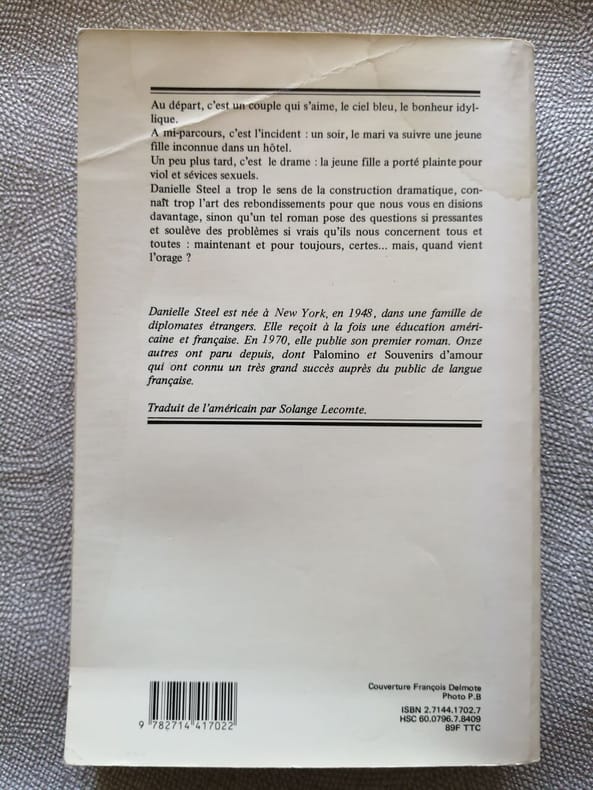 Au départ, c'est un couple qui s'aime, le ciel bleu, le bonheur idyl-
lique.
A mi-parcours, c'est l'incident : un soir, le mari va suivre une jeune
fille inconnue dans un hôtel.
Un peu plus tard, c'est le drame : la jeune fille a porté plainte pour
viol et sévices sexuels.
Danielle Steel a trop le sens de la construction dramatique, con-
naît trop l'art des rebondissements pour que nous vous en disions
davantage, sinon qu'un tel roman pose des questions si pressantes
et soulève des problèmes si vrais qu'ils nous concernent tous et
toutes : maintenant et pour toujours, certes... mais, quand vient
l'orage ?
Danielle Steel est née à New York, en 1948, dans une famille de
diplomates étrangers. Elle reçoit à la fois une éducation améri-
caine et française. En 1970, elle publie son premier roman. Onze
autres ont paru depuis, dont Palomino et Souvenirs d'amour
qui ont connu un très grand succès auprès du public de langue
française.
Traduit de l'américain par Solange Lecomte.
Couverture François Delmote
Photo P.B
ISBN 2.7144.1702.7
HSC 60.0796.7.8409
89F TTC
9 782714 417022